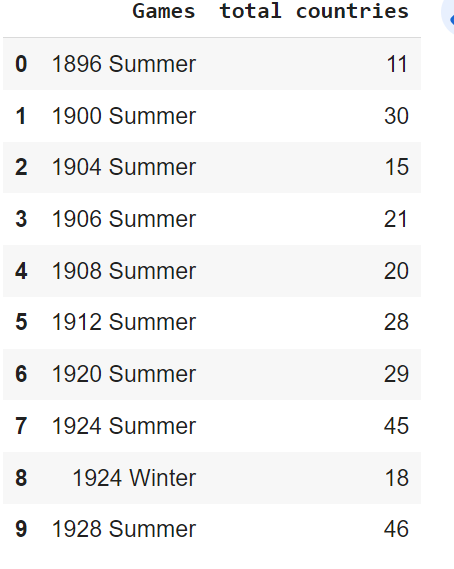 Games total countries
0 1896 Summer 11
1 1900 Summer 30
2 1904 Summer 15
3 1906 Summer 21
4 1908 Summer 20
5 1912 Summer 28
6 1920 Summer 29
7 1924 Summer 45
8 1924 Winter 18
9 1928 Summer 46